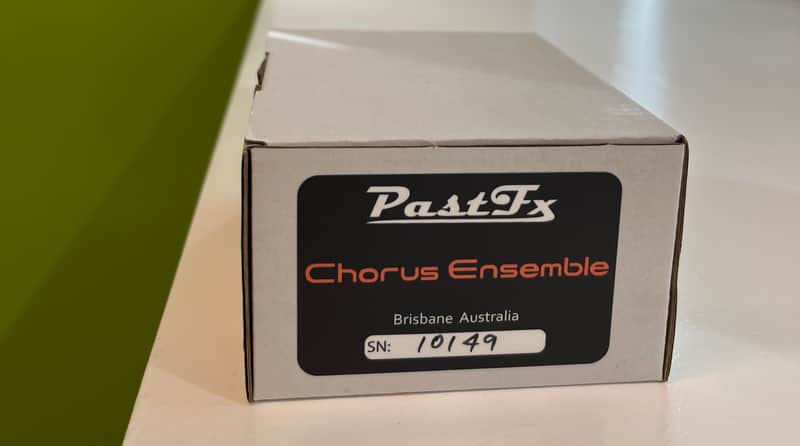 PastFx
Chorus Ensemble
Brisbane Australia
SN: 10149